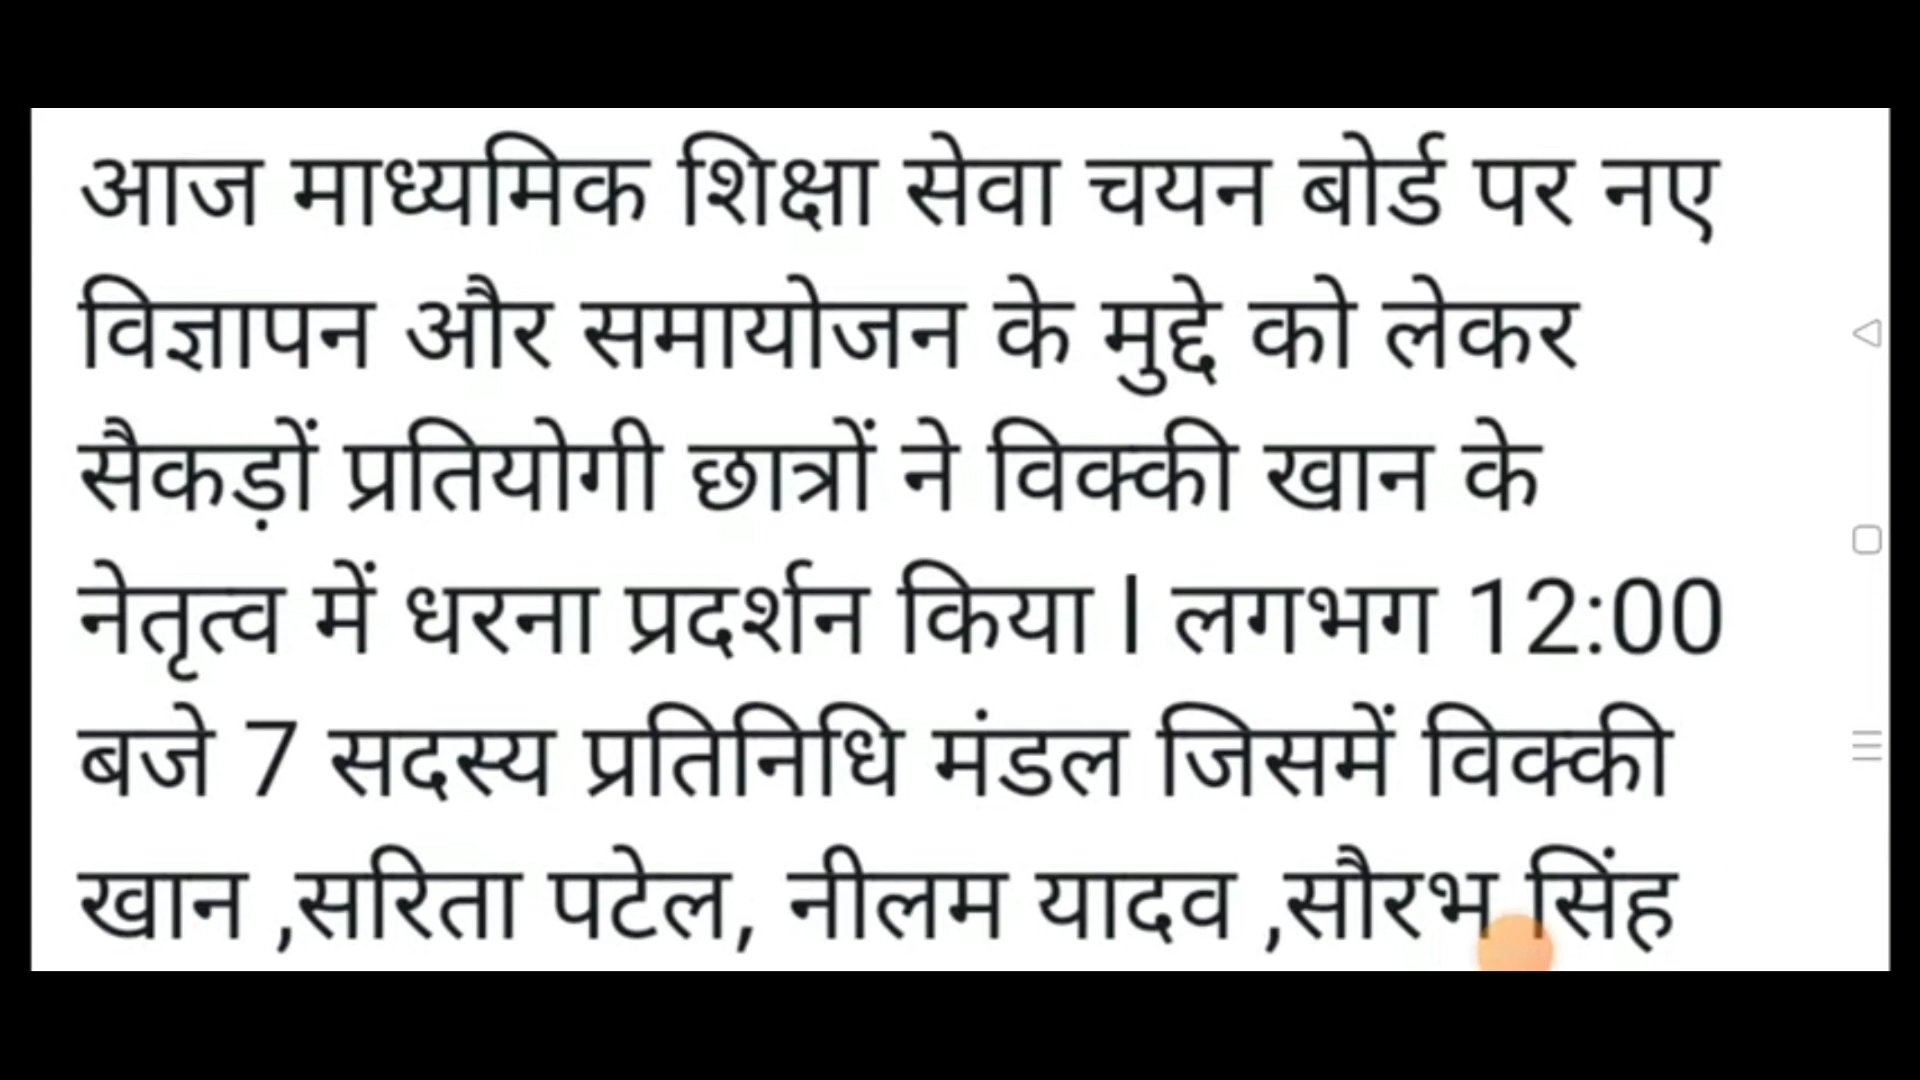 आज माध्यमिक शिक्षा सेवा चयन बोर्ड पर नए
विज्ञापन और समायोजन के मुद्दे को लेकर
सैकड़ों प्रतियोगी छात्रों ने विक्की खान के
नेतृत्व में धरना प्रदर्शन किया l लगभग 12:00
बजे 7 सदस्य प्रतिनिधि मंडल जिसमें विक्की
खान ,सरिता पटेल, नीलम यादव ,सौरभ सिंह